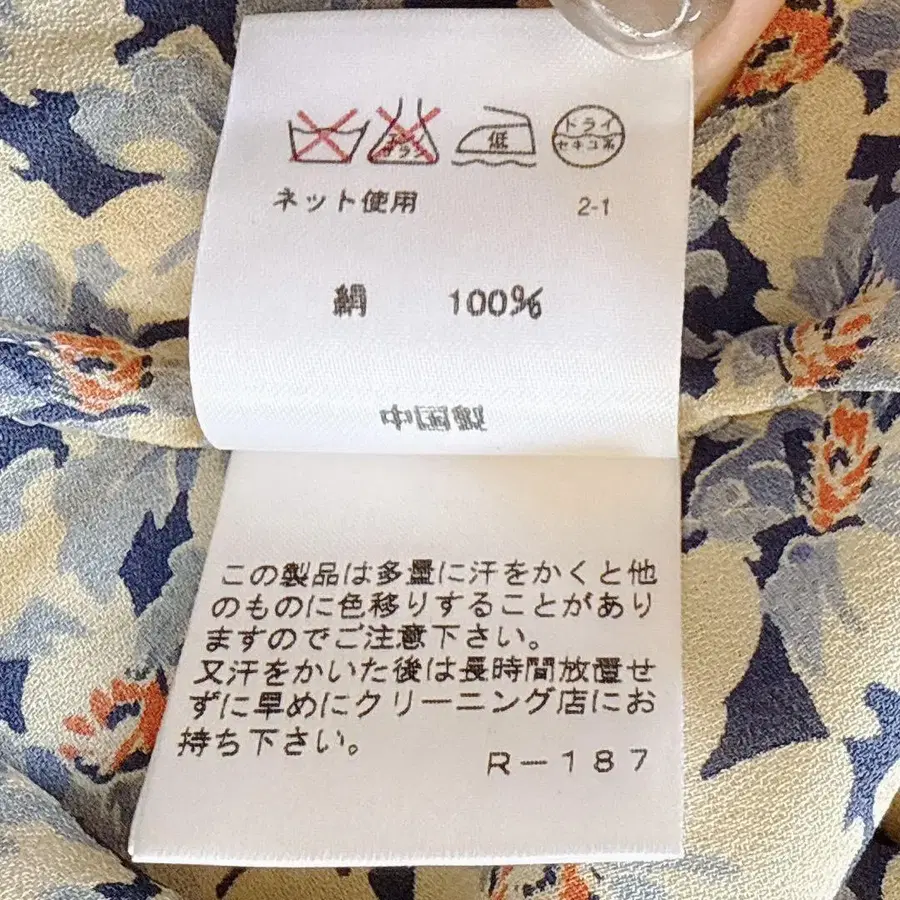 低
ドライ
セキユ系
ネット使用 2-1
絹 100%
中国製
この製品は多量に汗をかくと他
のものに色移りすることがあり
ますのでご注意下さい。
又汗をかいた後は長時間放置せ
ずに早めにクリーニング店にお
持ち下さい。
R-187